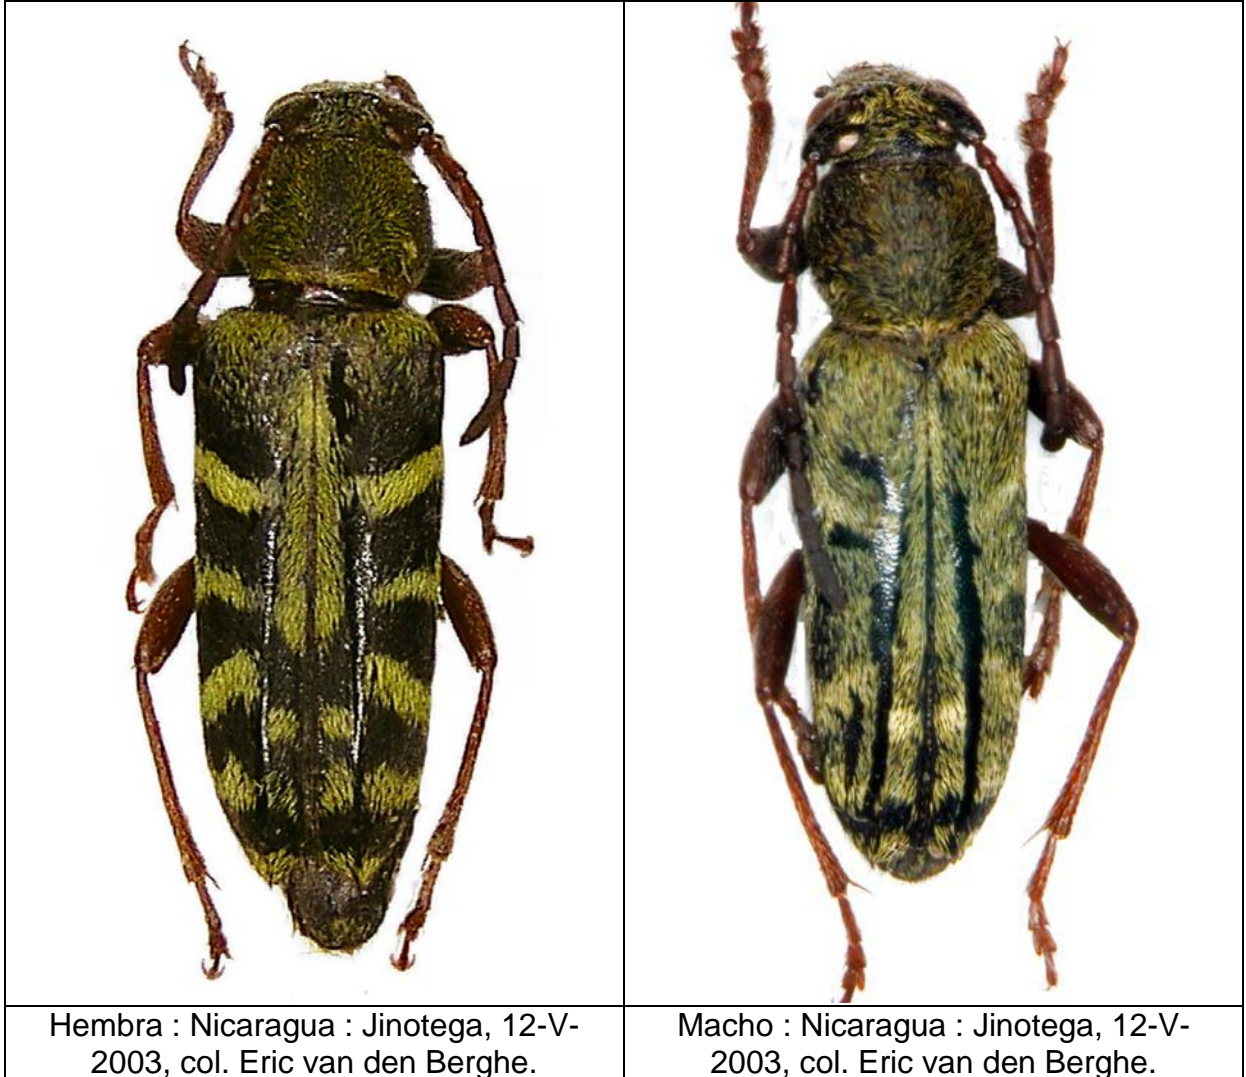 Hembra : Nicaragua : Jinotega, 12-V-
2003, col. Eric van den Berghe.
Macho : Nicaragua : Jinotega, 12-V-
2003, col. Eric van den Berghe.